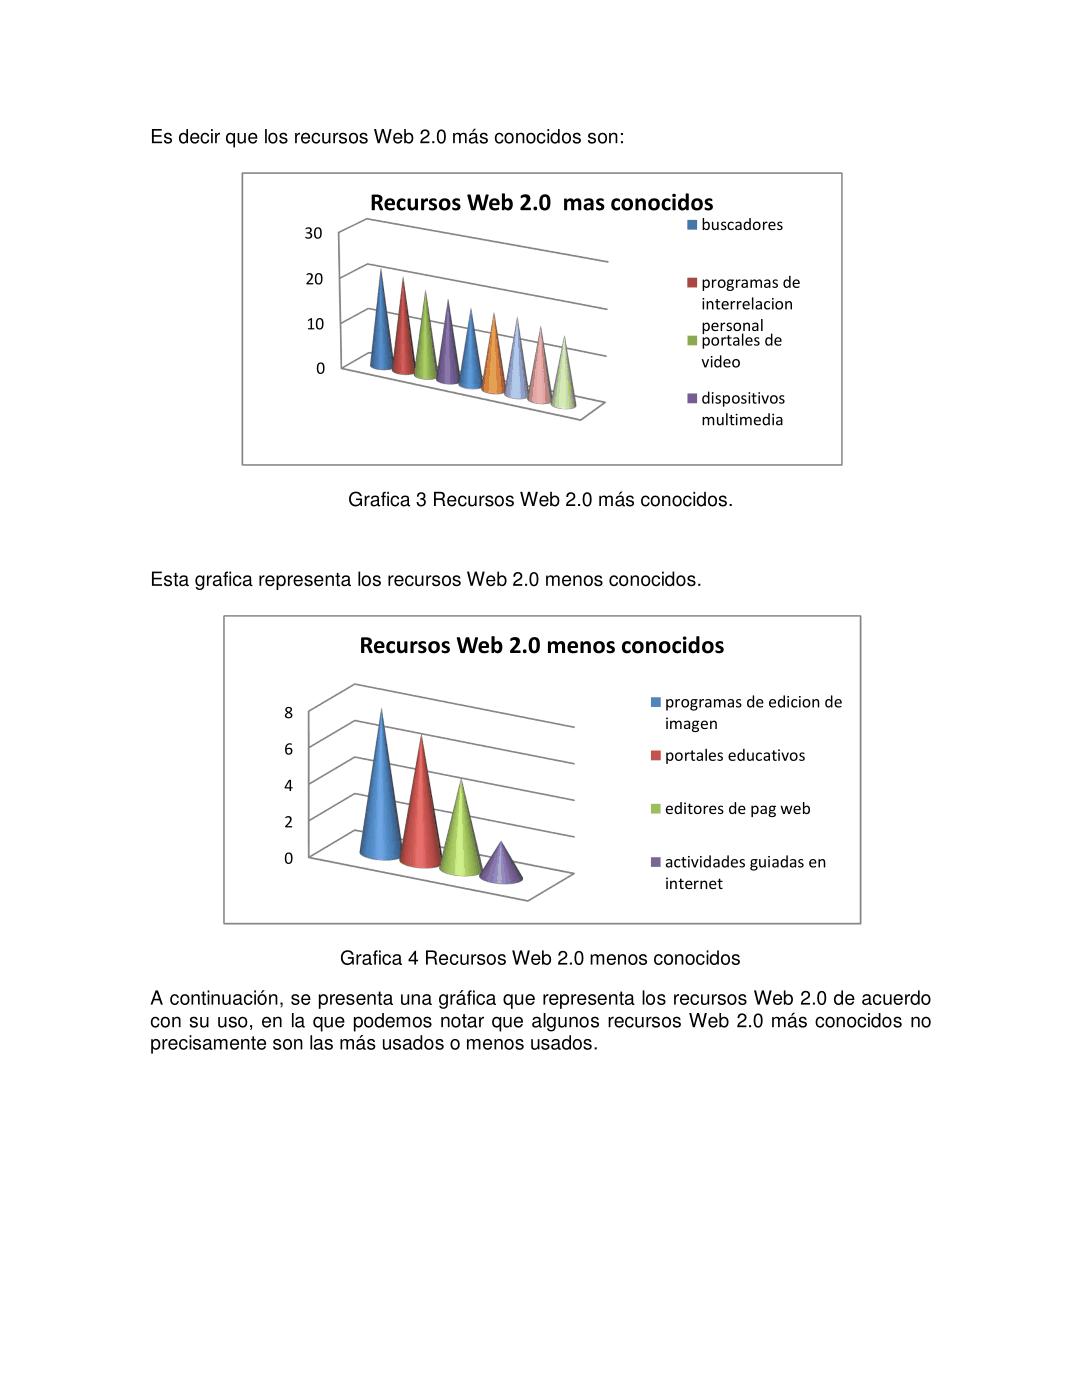 Es decir que los recursos Web 2.0 más conocidos son:
Recursos Web 2.0  mas conocidos
30
20
10
0
buscadores
programas de
interrelacion
personal
portales de
video
dispositivos
multimedia
Grafica 3 Recursos Web 2.0 más conocidos.
Esta grafica representa los recursos Web 2.0 menos conocidos.
Recursos Web 2.0 menos conocidos
8
6
4
2
0
programas de edicion de
imagen
portales educativos
editores de pag web
actividades guiadas en
internet
Grafica 4 Recursos Web 2.0 menos conocidos
A continuación, se presenta una gráfica que representa los recursos Web 2.0 de acuerdo
con su uso, en la que podemos notar que algunos recursos Web 2.0 más conocidos no
precisamente son las más usados o menos usados.